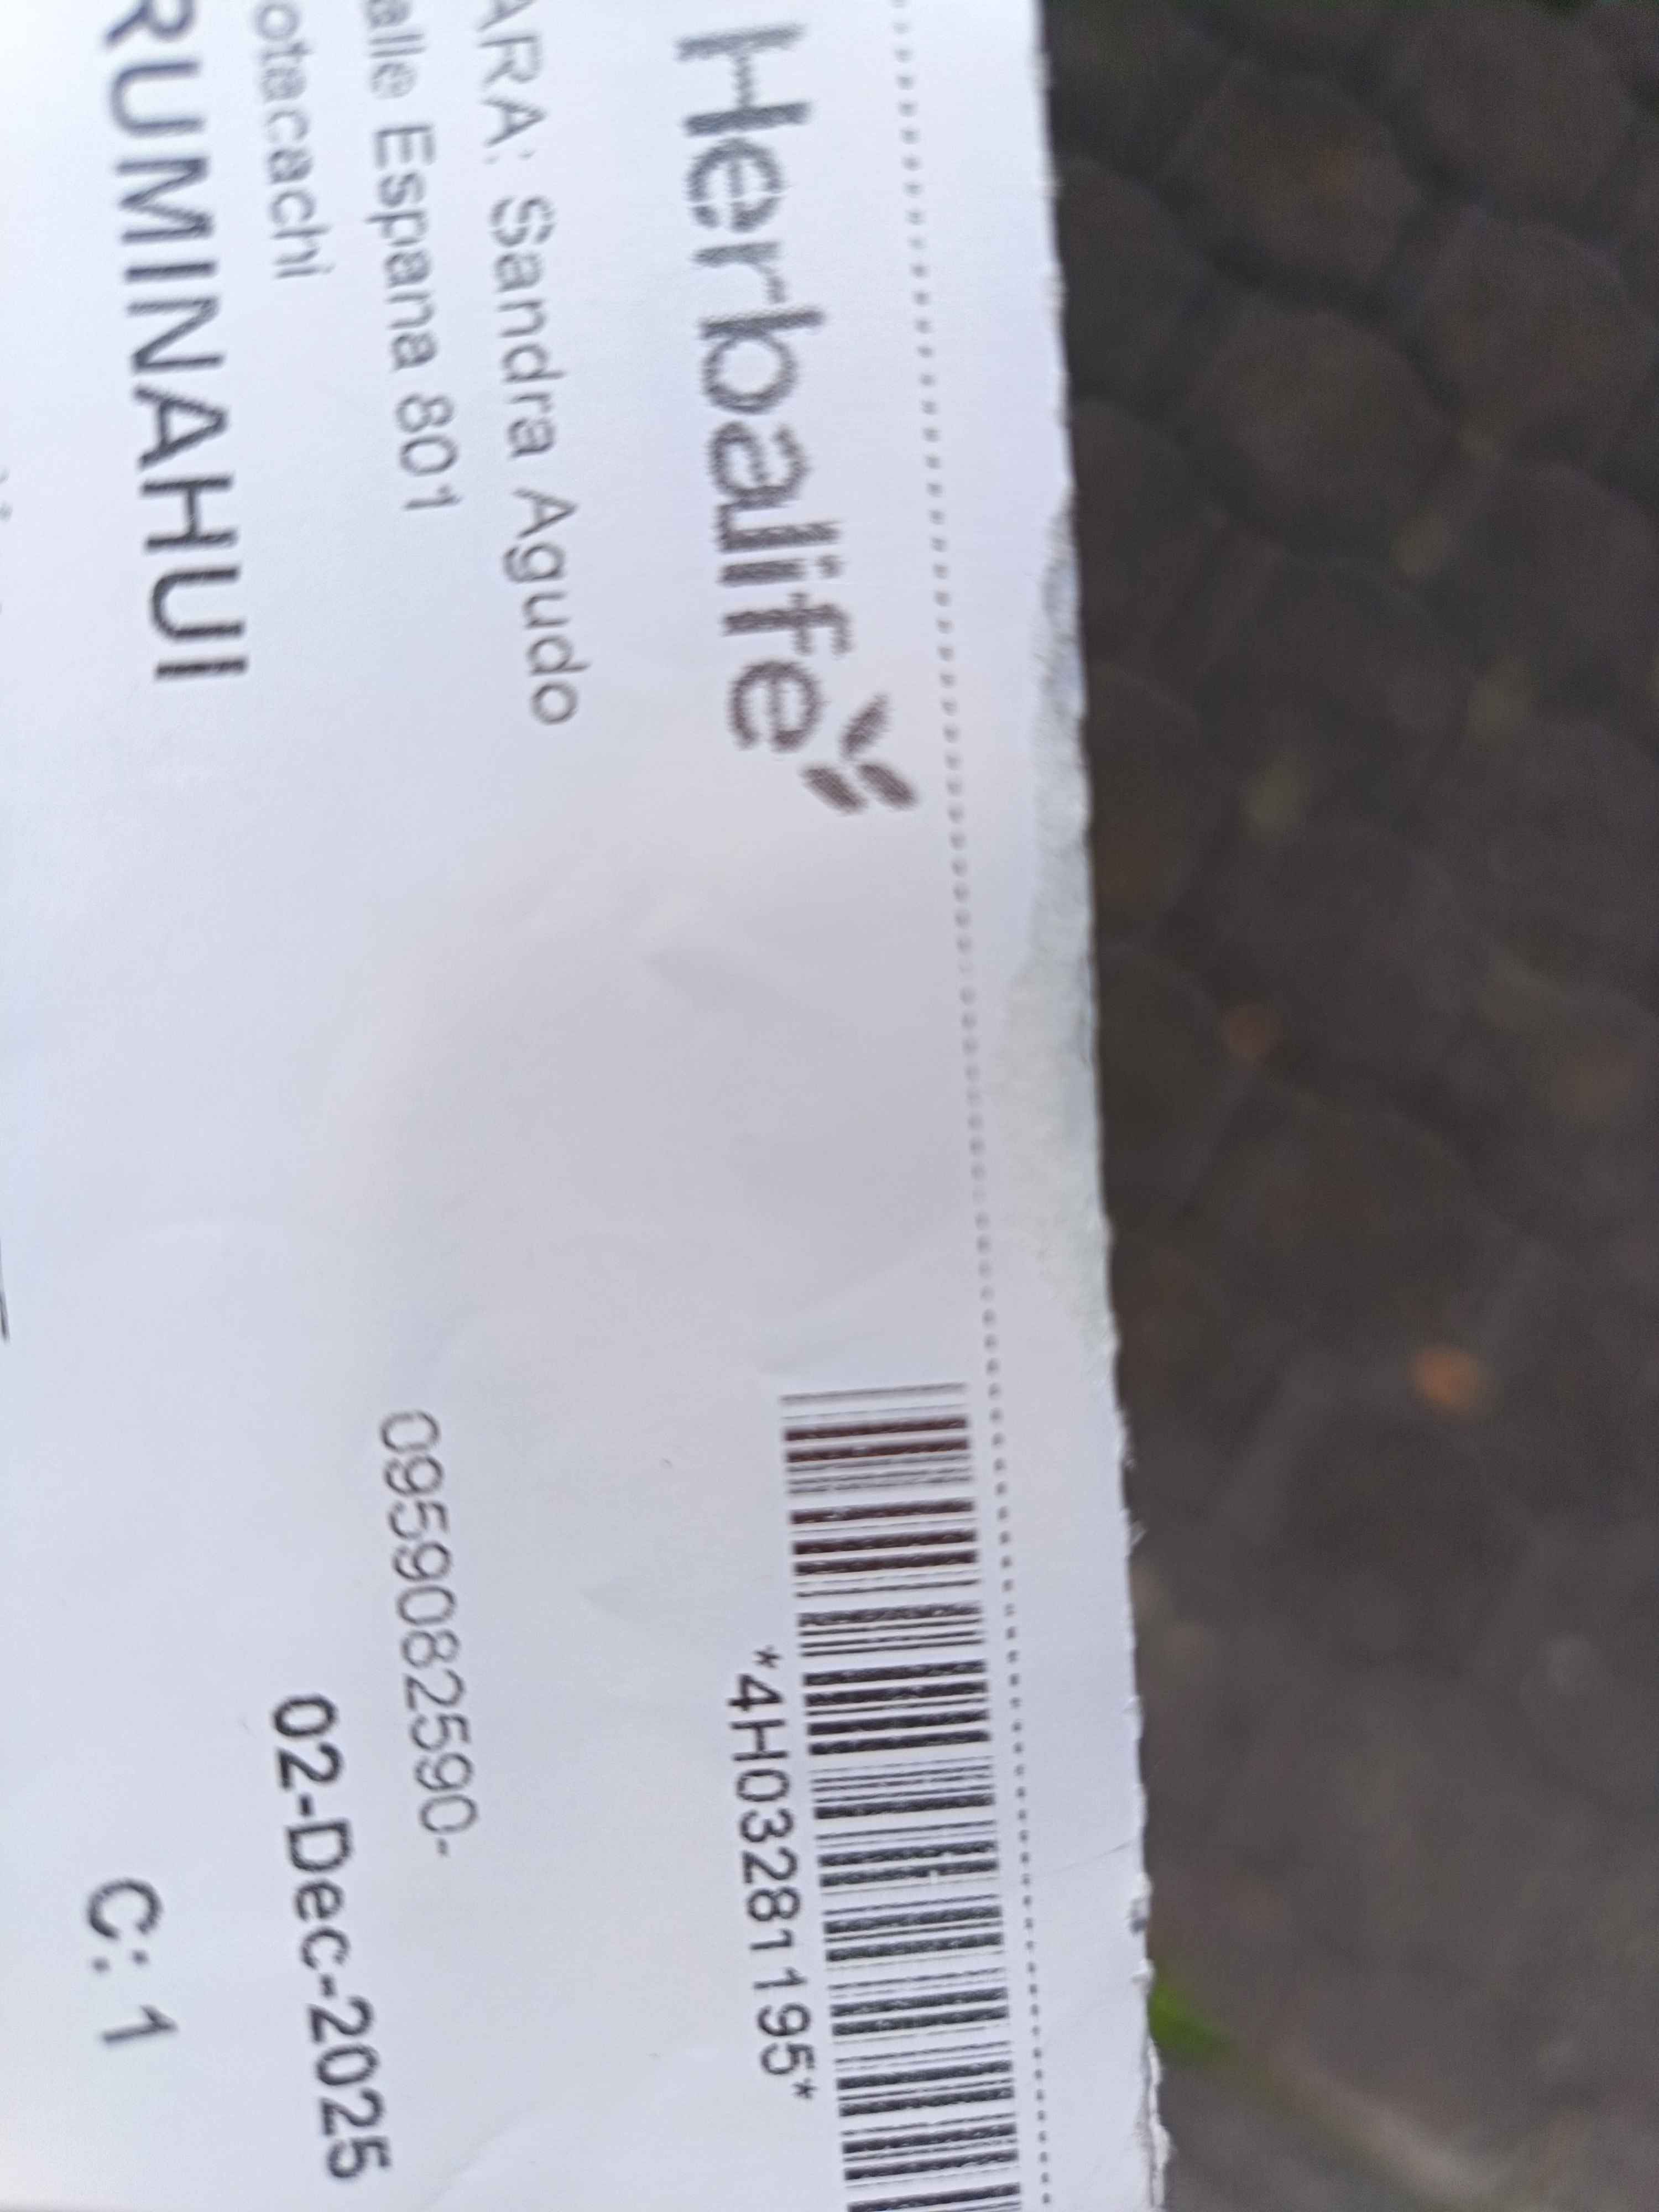 Herbalife
*4H03281195*
ARA: Sandra Agudo
alle Espana 801
0959082590-
otacachi
02-Dec-2025
RUMINAHUI
C: 1